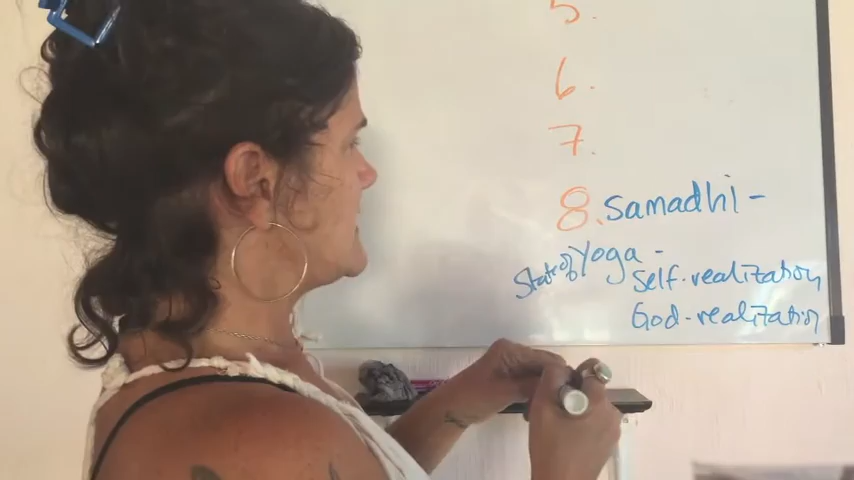 5.
6.
7.
8. Samadhi -
State of Yoga -
Self-realization
God-realization